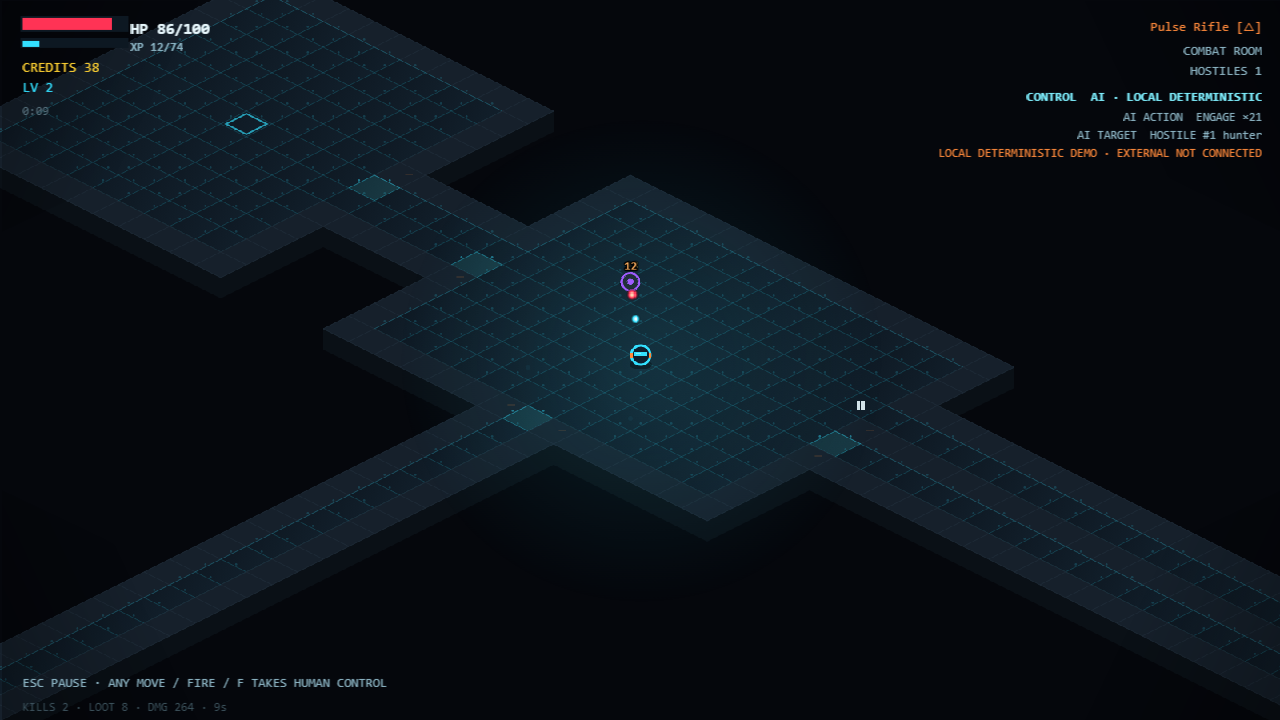 HP 86/100
XP 12/74
CREDITS 38
LV 2
0:09
Pulse Rifle [△]
COMBAT ROOM
HOSTILES 1
CONTROL AI · LOCAL DETERMINISTIC
AI ACTION ENGAGE ×21
AI TARGET HOSTILE #1 hunter
LOCAL DETERMINISTIC DEMO · EXTERNAL NOT CONNECTED
12
ESC PAUSE · ANY MOVE / FIRE / F TAKES HUMAN CONTROL
KILLS 2 · LOOT 8 · DMG 264 · 9s